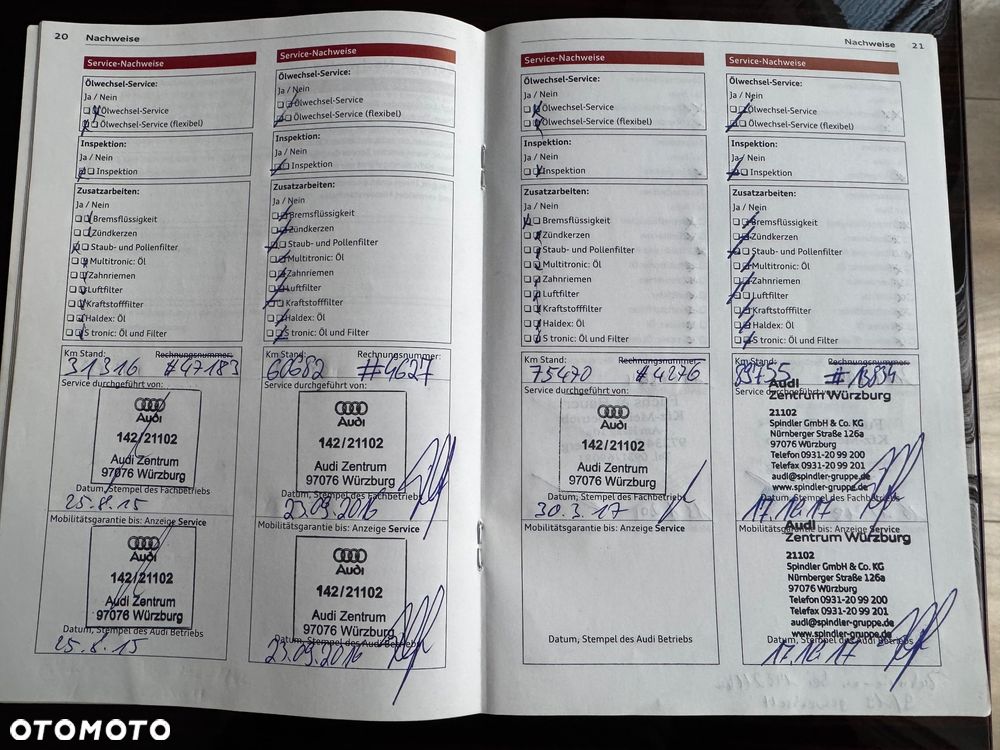 20 Nachweise
Service-Nachweise
Ölwechsel-Service:
Ja / Nein
Ölwechsel-Service
Ölwechsel-Service (flexibel)
Inspektion:
Ja / Nein
Inspektion
Zusatzarbeiten:
Ja / Nein
Bremsflüssigkeit
Zündkerzen
Staub- und Pollenfilter
Multitronic: Öl
Zahnriemen
Luftfilter
Kraftstofffilter
Haldex: Öl
S tronic: Öl und Filter
Km Stand: Rechnungsnummer:
31316 #47183
Service durchgeführt von:
Audi
142/21102
Audi Zentrum
97076 Würzburg
Datum, Stempel des Fachbetriebs
25.8.15
Mobilitätsgarantie bis: Anzeige Service
Audi
142/21102
Audi Zentrum
97076 Würzburg
Datum, Stempel des Audi Betriebs
25.8.15
Service-Nachweise
Ölwechsel-Service:
Ja / Nein
Ölwechsel-Service
Ölwechsel-Service (flexibel)
Inspektion:
Ja / Nein
Inspektion
Zusatzarbeiten:
Ja / Nein
Bremsflüssigkeit
Zündkerzen
Staub- und Pollenfilter
Multitronic: Öl
Zahnriemen
Luftfilter
Kraftstofffilter
Haldex: Öl
S tronic: Öl und Filter
Km Stand: Rechnungsnummer:
60682 #4627
Service durchgeführt von:
Audi
142/21102
Audi Zentrum
97076 Würzburg
Datum, Stempel des Fachbetriebs
23.09.2016
Mobilitätsgarantie bis: Anzeige Service
Audi
142/21102
Audi Zentrum
97076 Würzburg
Datum, Stempel des Audi Betriebs
23.09.2016
Nachweise 21
Service-Nachweise
Ölwechsel-Service:
Ja / Nein
Ölwechsel-Service
Ölwechsel-Service (flexibel)
Inspektion:
Ja / Nein
Inspektion
Zusatzarbeiten:
Ja / Nein
Bremsflüssigkeit
Zündkerzen
Staub- und Pollenfilter
Multitronic: Öl
Zahnriemen
Luftfilter
Kraftstofffilter
Haldex: Öl
S tronic: Öl und Filter
Km Stand: Rechnungsnummer:
75470 #4276
Service durchgeführt von:
Audi
142/21102
Audi Zentrum
97076 Würzburg
Datum, Stempel des Fachbetriebs
30.3.17
Mobilitätsgarantie bis: Anzeige Service
Datum, Stempel des Audi Betriebs
Service-Nachweise
Ölwechsel-Service:
Ja / Nein
Ölwechsel-Service
Ölwechsel-Service (flexibel)
Inspektion:
Ja / Nein
Inspektion
Zusatzarbeiten:
Ja / Nein
Bremsflüssigkeit
Zündkerzen
Staub- und Pollenfilter
Multitronic: Öl
Zahnriemen
Luftfilter
Kraftstofffilter
Haldex: Öl
S tronic: Öl und Filter
Km Stand: Rechnungsnummer:
#13834
Service durchgeführt von:
Audi
Zentrum Würzburg
21102
Spindler GmbH & Co. KG
Nürnberger Straße 126a
97076 Würzburg
Telefon 0931-20 99 200
Telefax 0931-20 99 201
audi@spindler-gruppe.de
www.spindler-gruppe.de
Datum, Stempel des Fachbetriebs
Mobilitätsgarantie bis: Anzeige Service
Audi
Zentrum Würzburg
21102
Spindler GmbH & Co. KG
Nürnberger Straße 126a
97076 Würzburg
Telefon 0931-20 99 200
Telefax 0931-20 99 201
audi@spindler-gruppe.de
www.spindler-gruppe.de
Datum, Stempel des Audi Betriebs
OTOMOTO